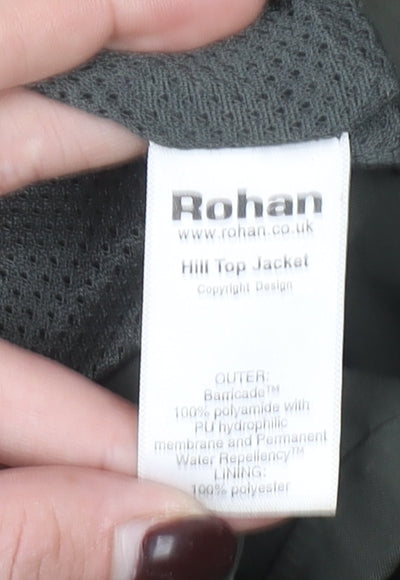 Rohan
www.rohan.co.uk
Hill Top Jacket
Copyright Design
OUTER:
Barricade™
100% polyamide with
PU hydrophilic
membrane and Permanent
Water Repellency™
LINING:
100% polyester